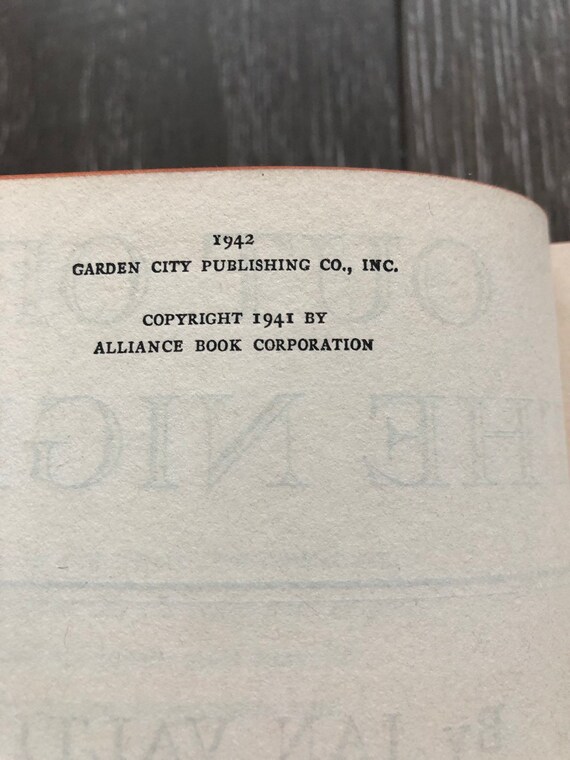 1942
GARDEN CITY PUBLISHING CO., INC.
COPYRIGHT 1941 BY
ALLIANCE BOOK CORPORATION